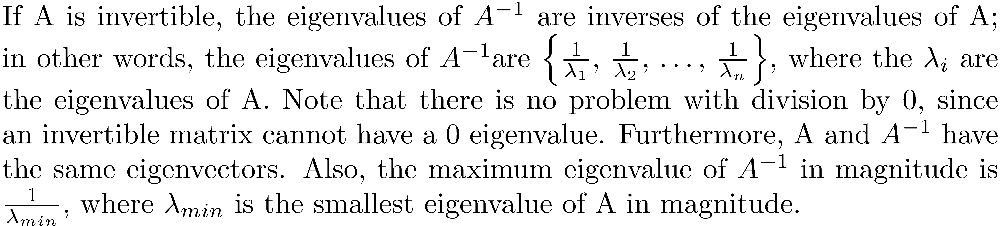 If A is invertible, the eigenvalues of $A^{-1}$ are inverses of the eigenvalues of A;
in other words, the eigenvalues of $A^{-1}$are $\left\{\frac{1}{\lambda_1}, \frac{1}{\lambda_2}, \ldots, \frac{1}{\lambda_n}\right\}$, where the $\lambda_i$ are
the eigenvalues of A. Note that there is no problem with division by 0, since
an invertible matrix cannot have a 0 eigenvalue. Furthermore, A and $A^{-1}$ have
the same eigenvectors. Also, the maximum eigenvalue of $A^{-1}$ in magnitude is
$\frac{1}{\lambda_{min}}$, where $\lambda_{min}$ is the smallest eigenvalue of A in magnitude.